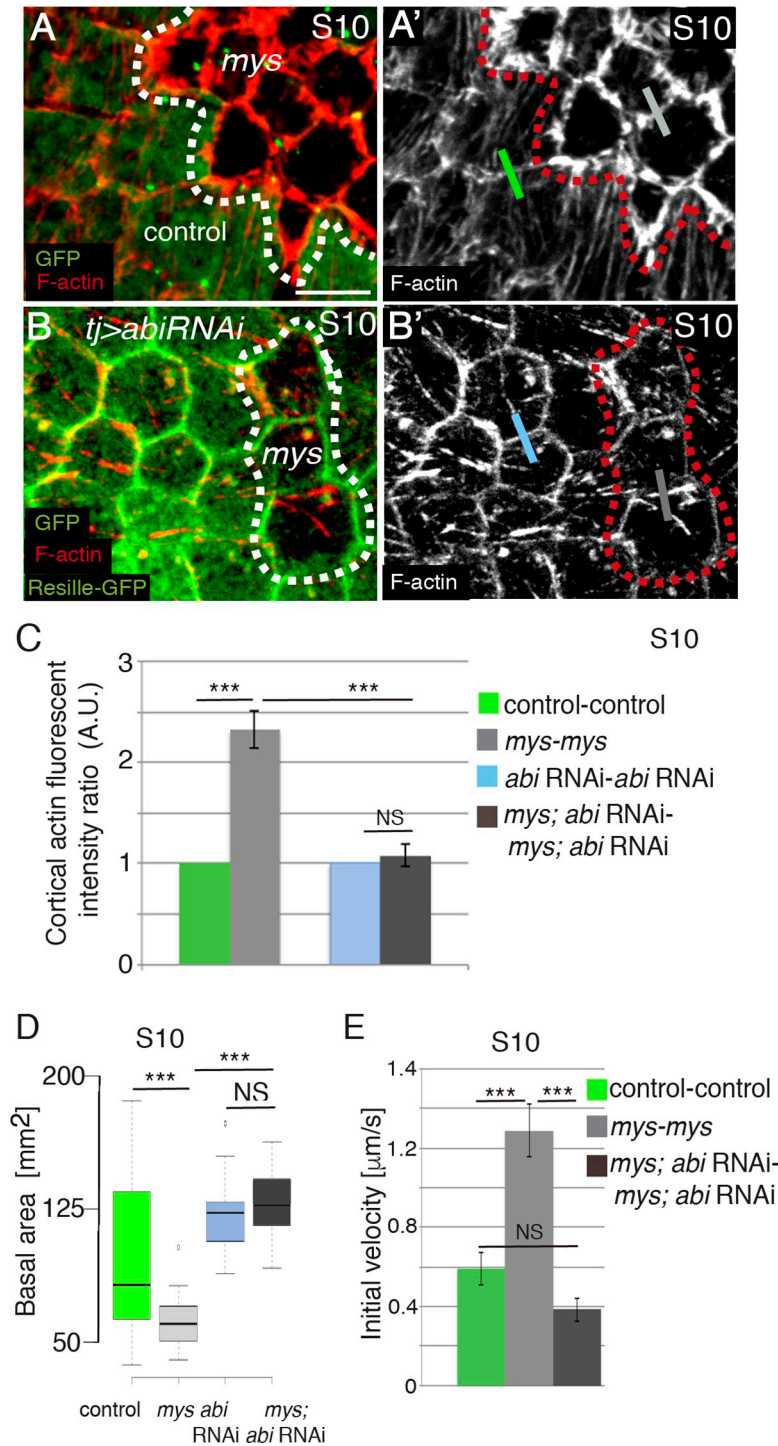 A
S10
mys
control
GFP
F-actin
A'
S10
F-actin
B
tj>abiRNAi
S10
mys
GFP
F-actin
Resille-GFP
B'
S10
F-actin
C
S10
Cortical actin fluorescent
intensity ratio (A.U.)
3
2
1
0
***
***
NS
control-control
mys-mys
abi RNAi-abi RNAi
mys; abi RNAi-
mys; abi RNAi
D
S10
Basal area [mm2]
200
125
50
***
***
NS
control
mys
abi
RNAi
mys;
abi RNAi
E
S10
Initial velocity [µm/s]
1.4
1.2
0.8
0.4
0
***
***
NS
control-control
mys-mys
mys; abi RNAi-
mys; abi RNAi